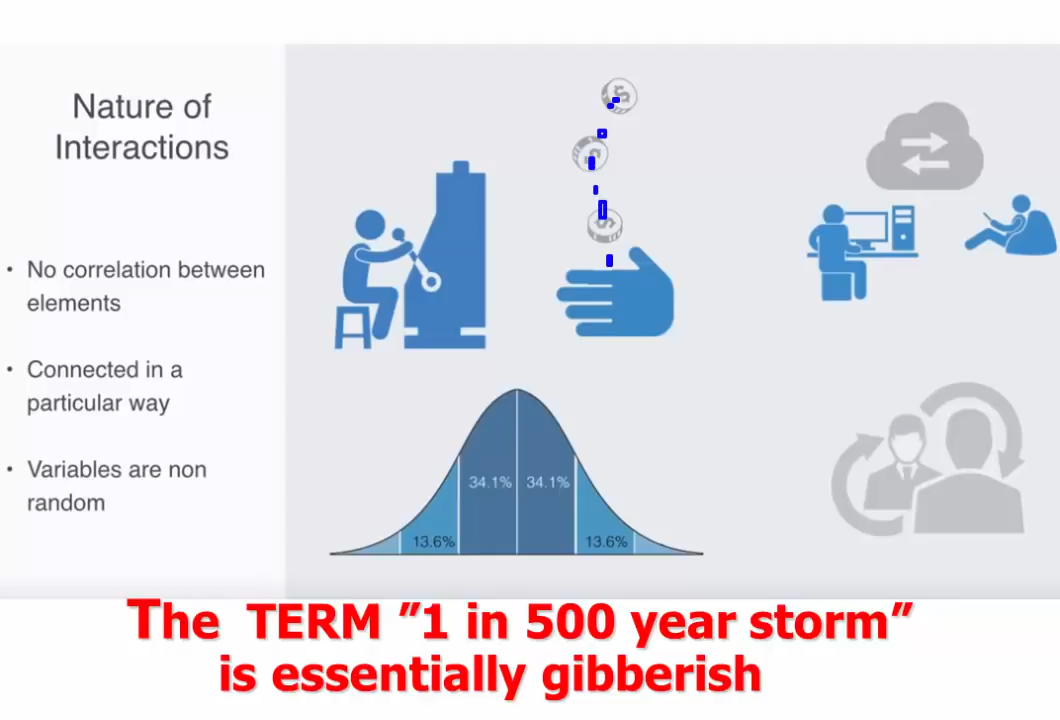 Nature of
Interactions
• No correlation between
elements
• Connected in a
particular way
• Variables are non
random
34.1% 34.1%
13.6% 13.6%
The TERM ”1 in 500 year storm”
is essentially gibberish